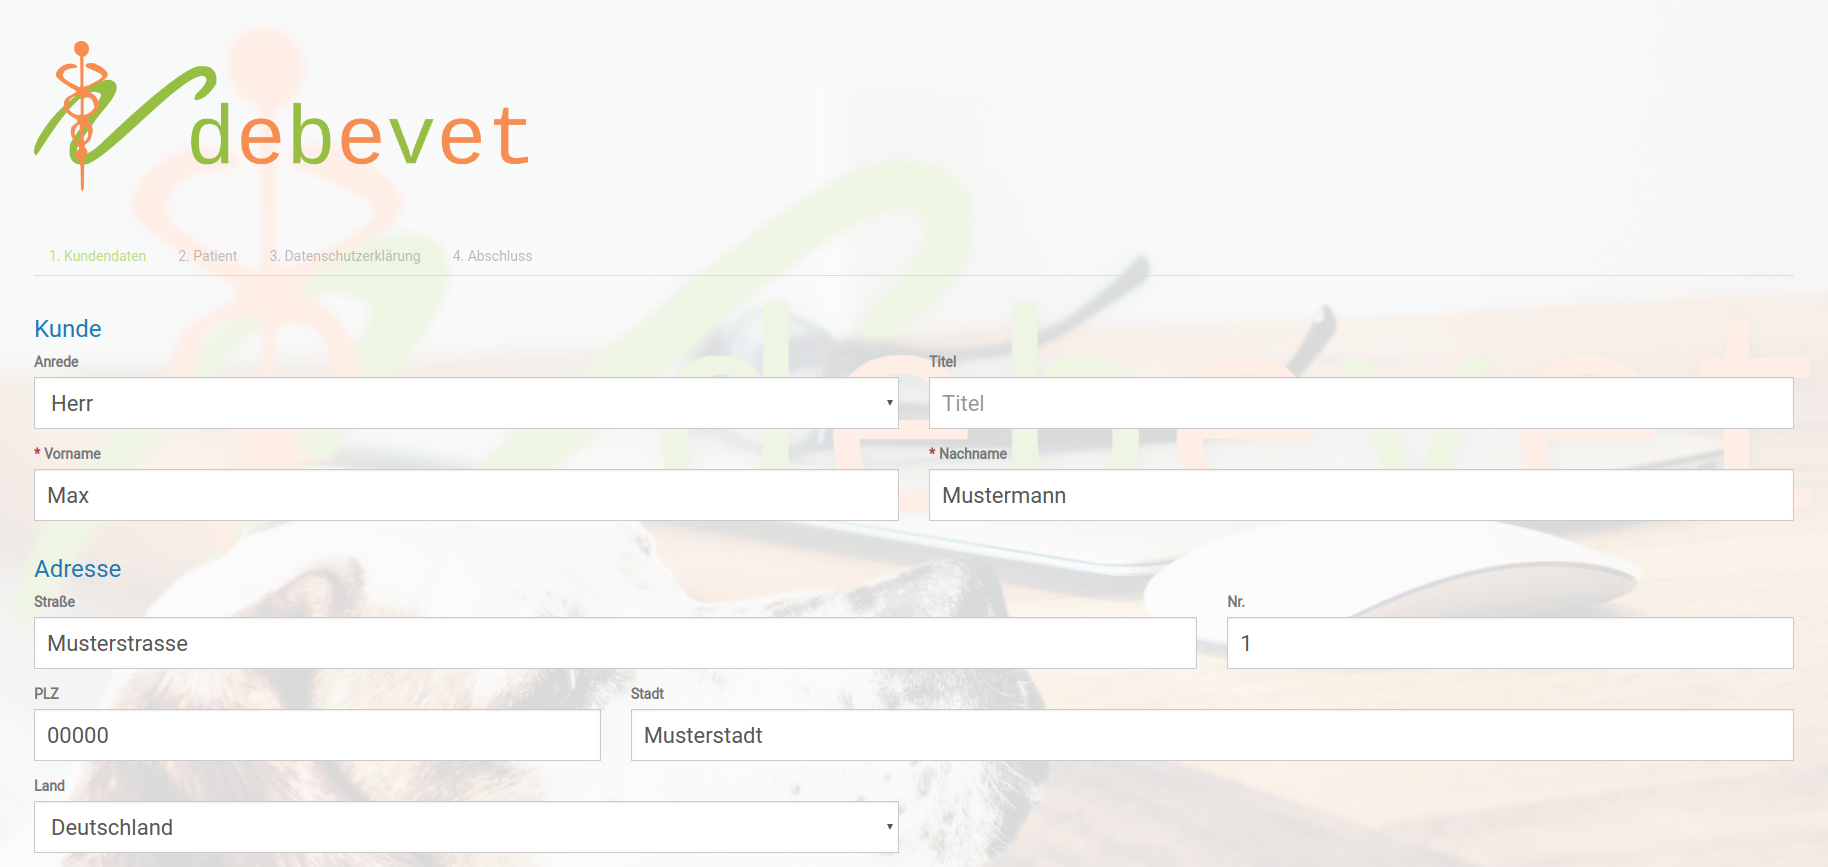 debevet
1. Kundendaten 2. Patient 3. Datenschutzerklärung 4. Abschluss
Kunde
Anrede Titel
Herr Titel
* Vorname * Nachname
Max Mustermann
Adresse
Straße Nr.
Musterstrasse 1
PLZ Stadt
00000 Musterstadt
Land
Deutschland
debevet